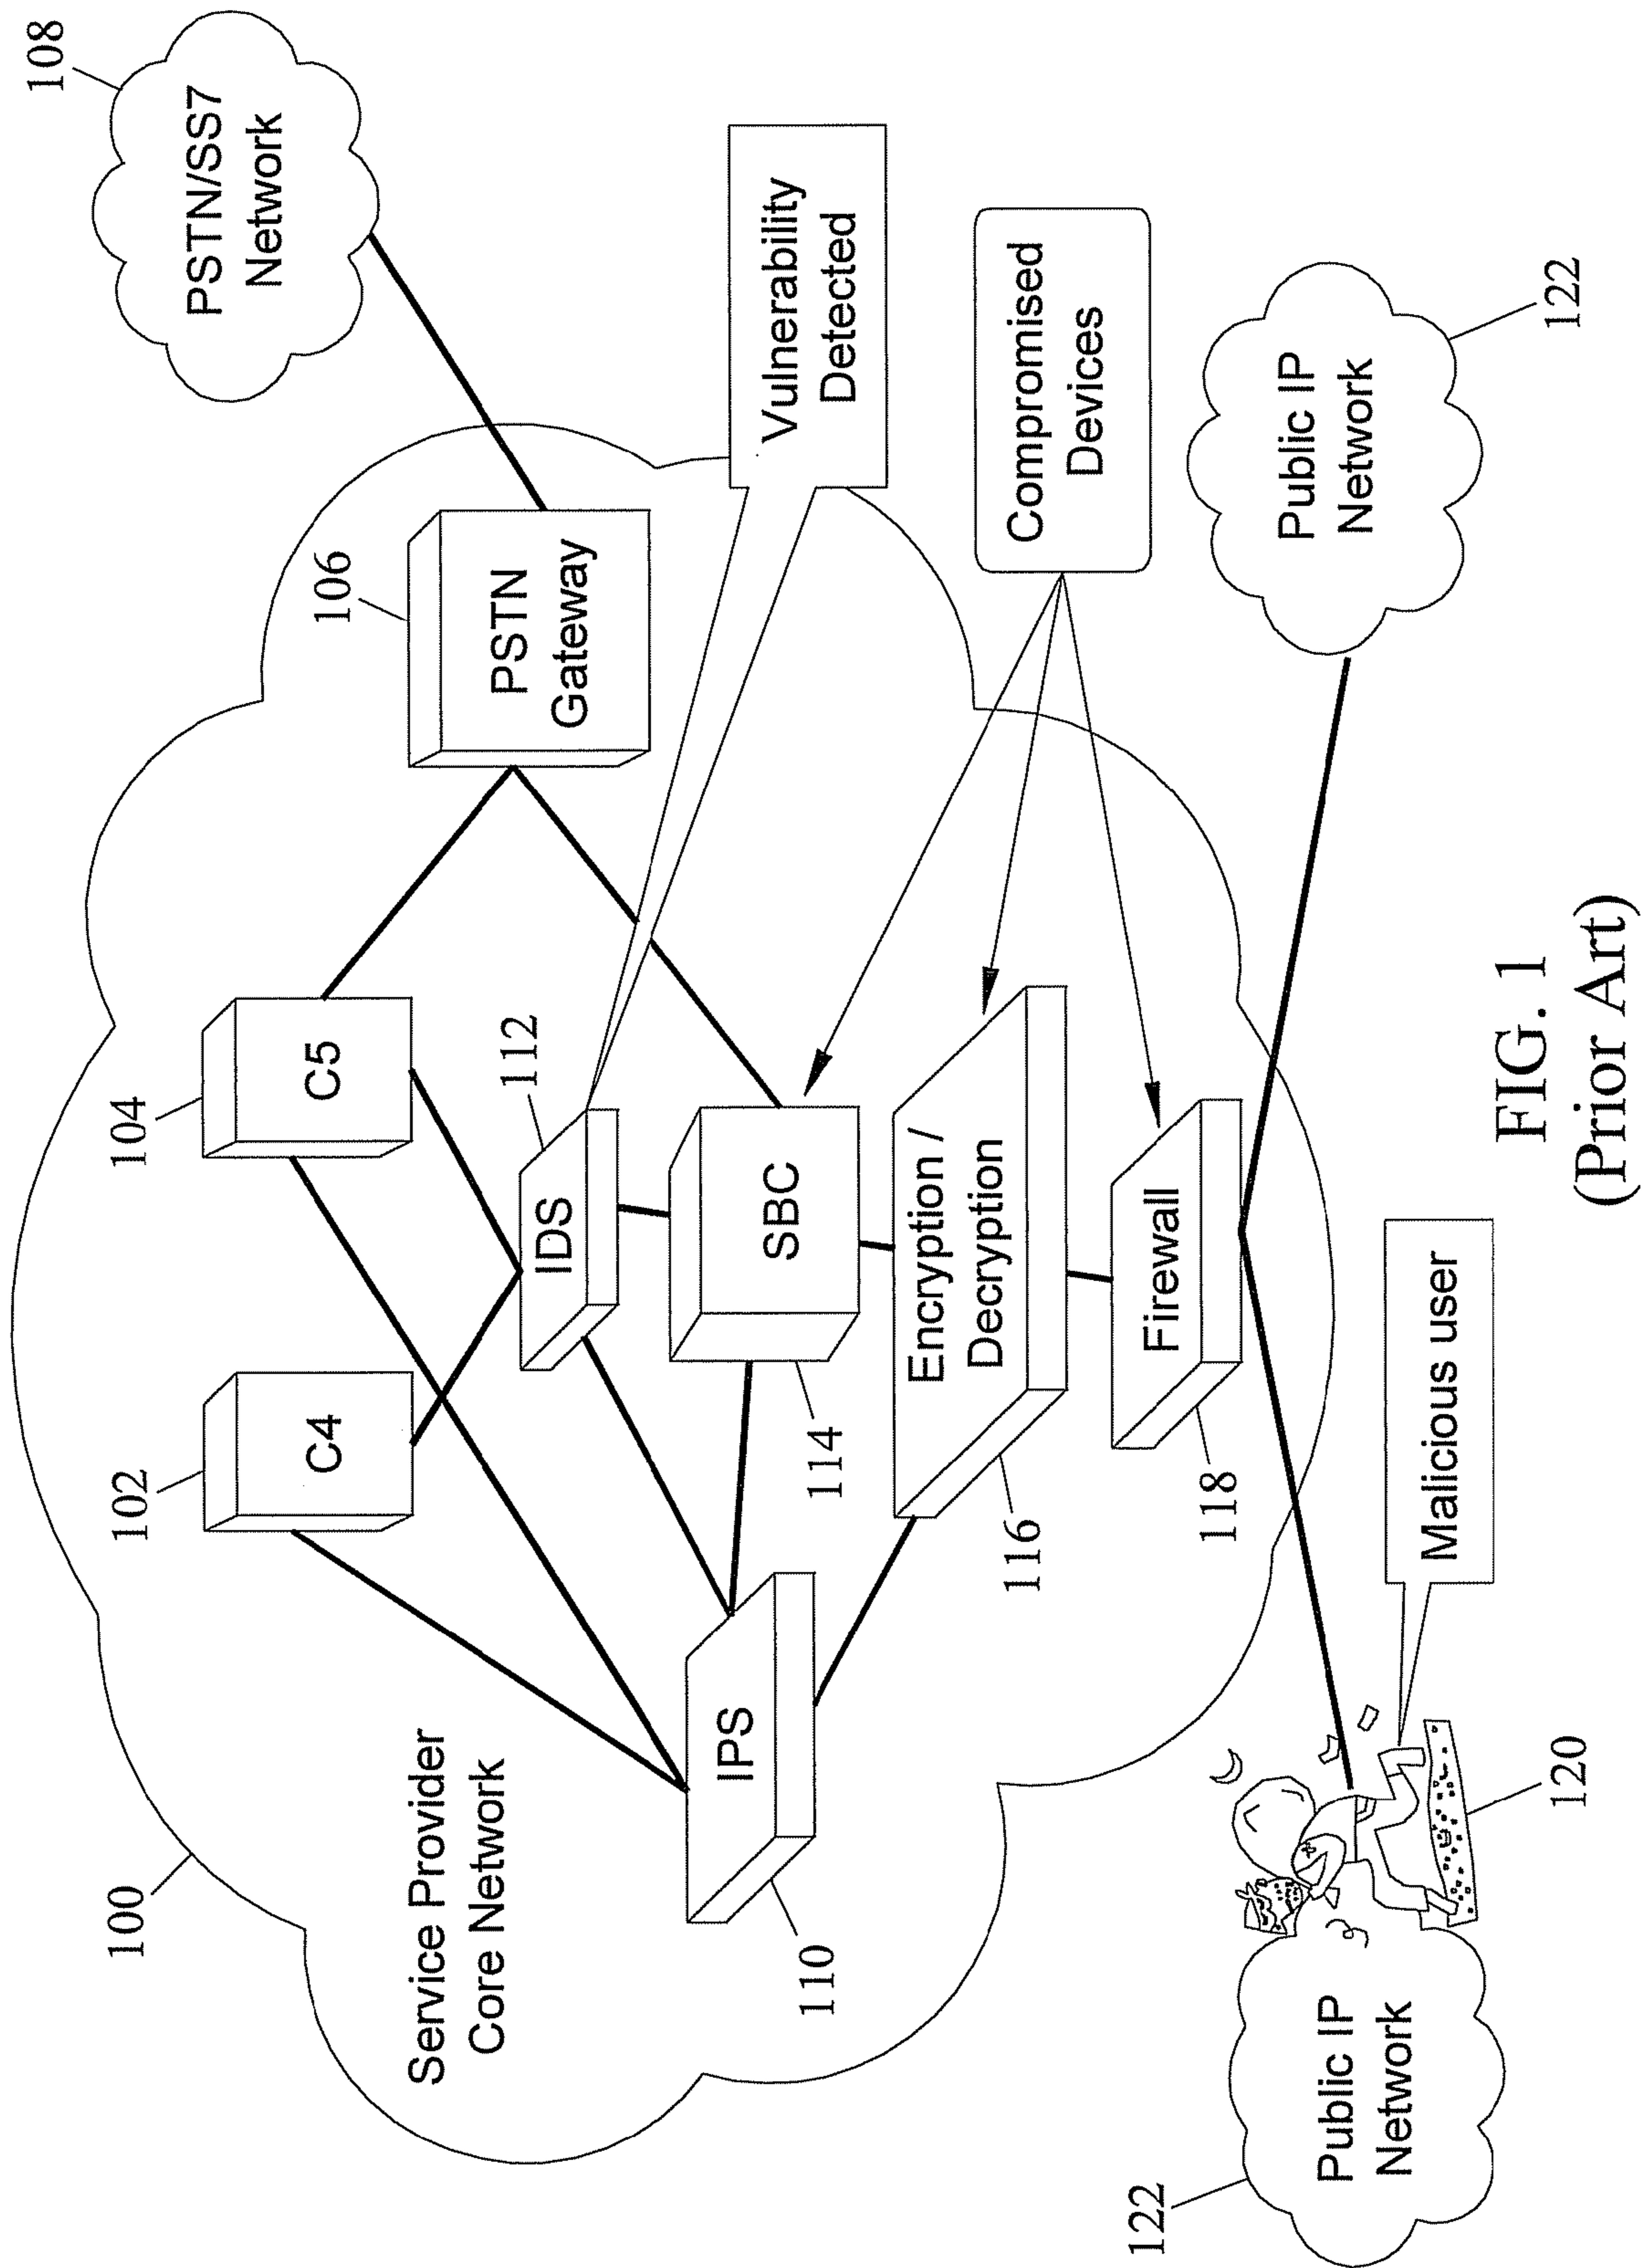 100
Service Provider
Core Network
102
C4
104
C5
106
PSTN
Gateway
108
PSTN/SS7
Network
110
IPS
112
IDS
Vulnerability
Detected
114
SBC
116
Encryption /
Decryption
Compromised
Devices
118
Firewall
122
Public IP
Network
120
Malicious user
Public IP
Network
122
FIG. 1
(Prior Art)